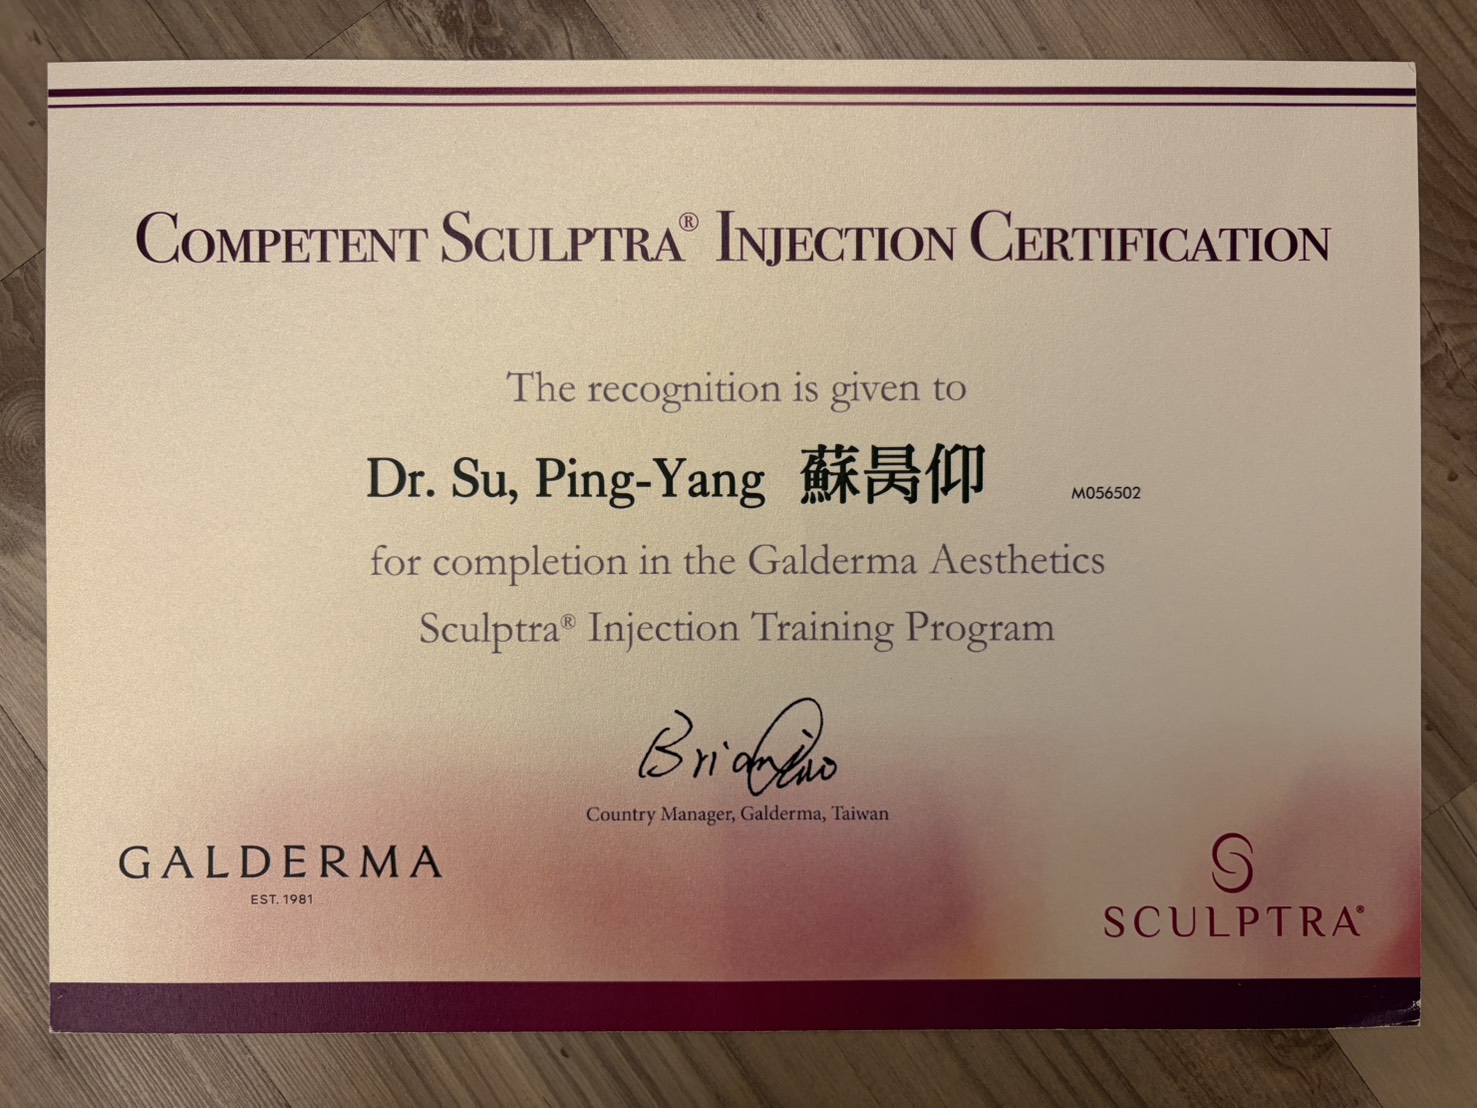 COMPETENT SCULPTRA® INJECTION CERTIFICATION
The recognition is given to
Dr. Su, Ping-Yang 蘇昺仰 M056502
for completion in the Galderma Aesthetics
Sculptra® Injection Training Program
Brian
Country Manager, Galderma, Taiwan
GALDERMA
EST. 1981
SCULPTRA®